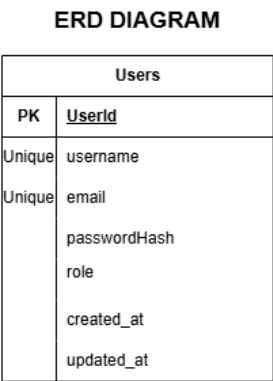 ERD DIAGRAM
Users
PK UserId
Unique username
Unique email
passwordHash
role
created_at
updated_at